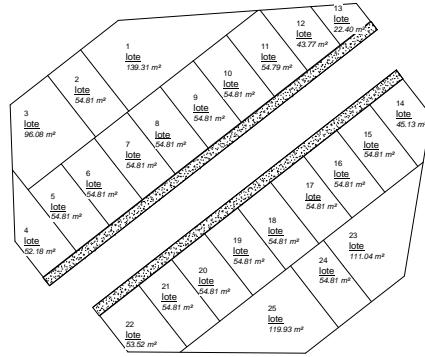 1
lote
139.31 m²
2
lote
54.81 m²
3
lote
96.08 m²
4
lote
52.18 m²
5
lote
54.81 m²
6
lote
54.81 m²
7
lote
54.81 m²
8
lote
54.81 m²
9
lote
54.81 m²
10
lote
54.81 m²
11
lote
54.79 m²
12
lote
43.77 m²
13
lote
22.40 m²
14
lote
45.13 m²
15
lote
54.81 m²
16
lote
54.81 m²
17
lote
54.81 m²
18
lote
54.81 m²
19
lote
54.81 m²
20
lote
54.81 m²
21
lote
54.81 m²
22
lote
53.52 m²
23
lote
111.04 m²
24
lote
54.81 m²
25
lote
119.93 m²